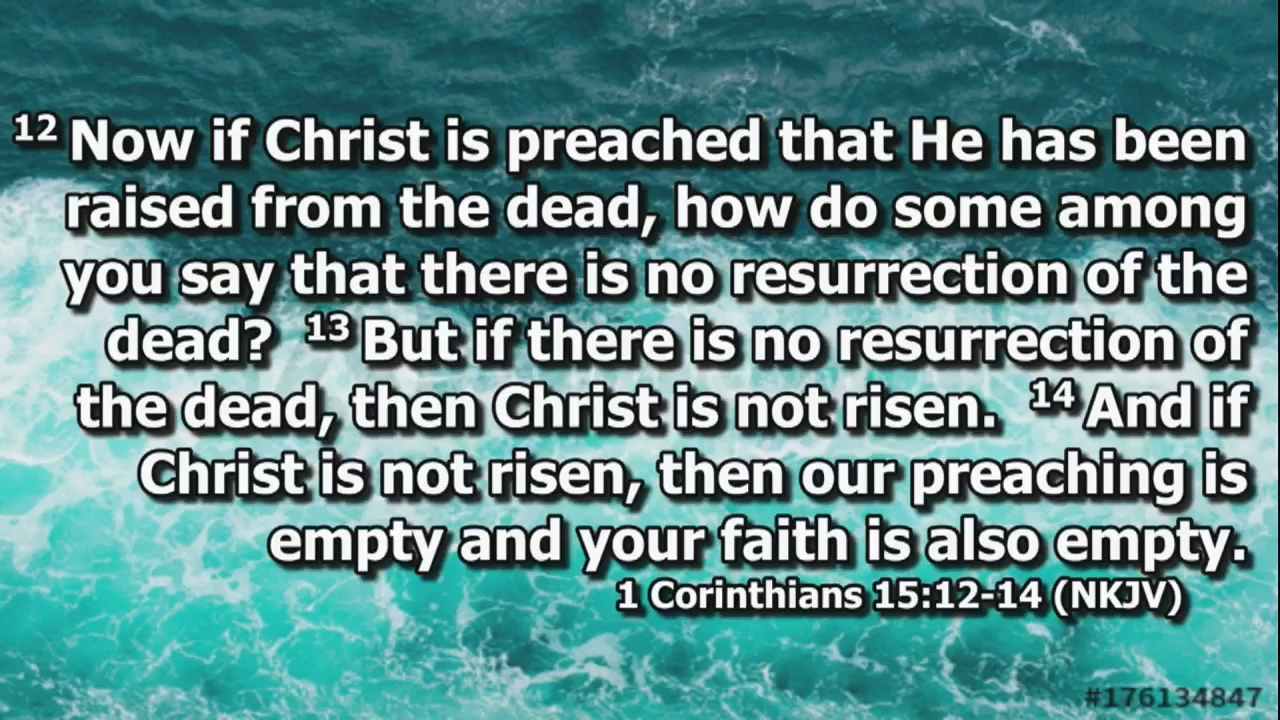 12 Now if Christ is preached that He has been
raised from the dead, how do some among
you say that there is no resurrection of the
dead? 13 But if there is no resurrection of
the dead, then Christ is not risen. 14 And if
Christ is not risen, then our preaching is
empty and your faith is also empty.
1 Corinthians 15:12-14 (NKJV)
#176134847